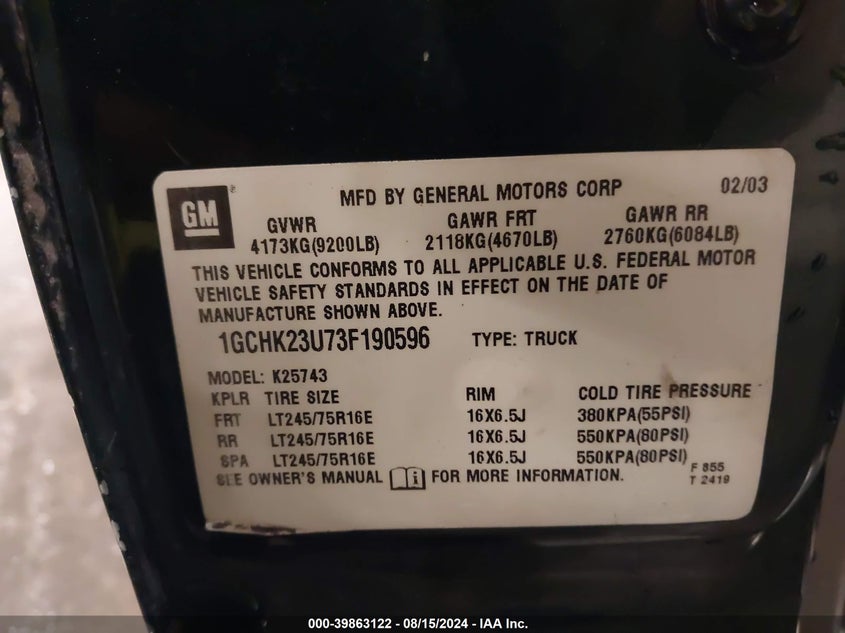 GM
MFD BY GENERAL MOTORS CORP 02/03
GVWR GAWR FRT GAWR RR
4173KG(9200LB) 2118KG(4670LB) 2760KG(6084LB)
THIS VEHICLE CONFORMS TO ALL APPLICABLE U.S. FEDERAL MOTOR
VEHICLE SAFETY STANDARDS IN EFFECT ON THE DATE OF
MANUFACTURE SHOWN ABOVE.
1GCHK23U73F190596 TYPE: TRUCK
MODEL: K25743
KPLR TIRE SIZE RIM COLD TIRE PRESSURE
FRT LT245/75R16E 16X6.5J 380KPA(55PSI)
RR LT245/75R16E 16X6.5J 550KPA(80PSI)
SPA LT245/75R16E 16X6.5J 550KPA(80PSI)
SEE OWNER'S MANUAL FOR MORE INFORMATION.
F 855
T 2419
000-39863122 - 08/15/2024 - IAA Inc.